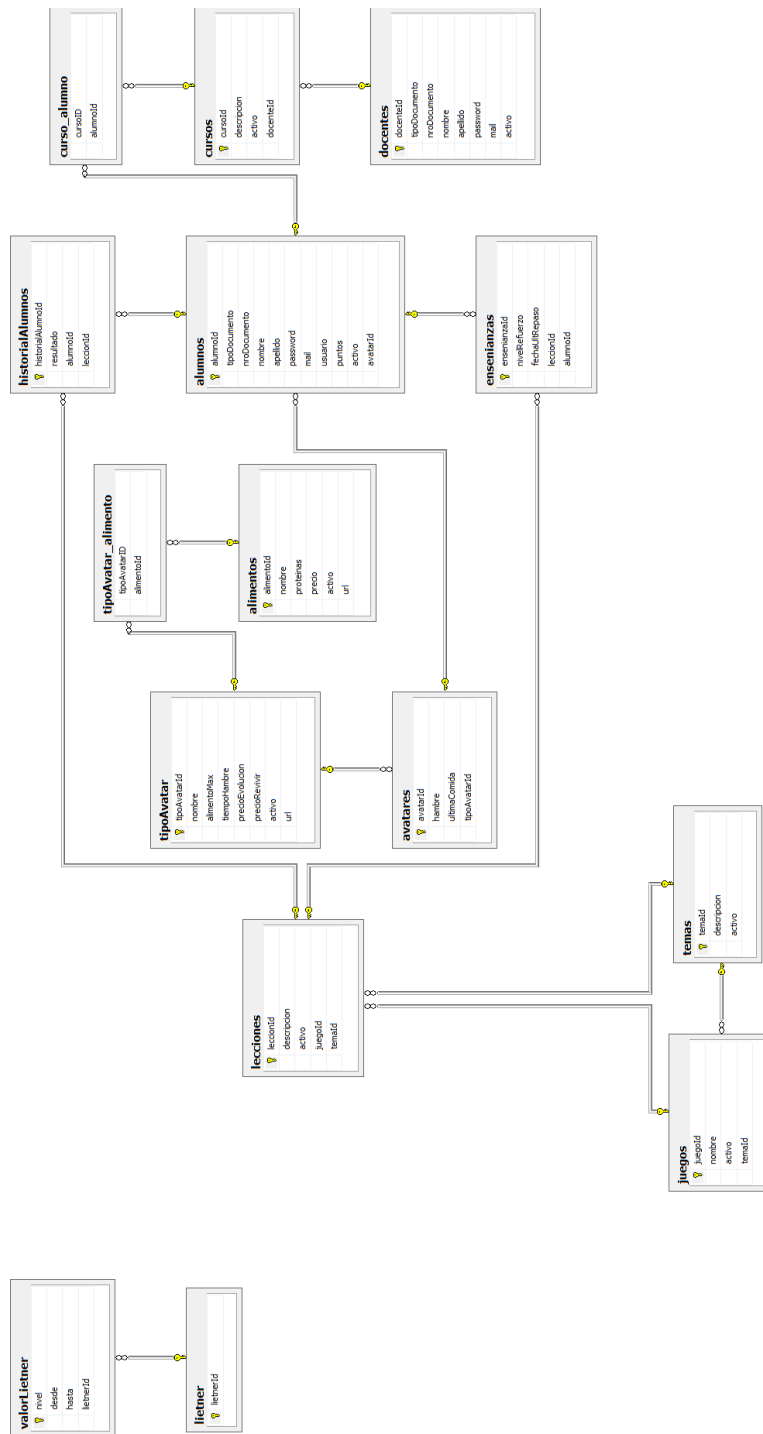 valorLietner
nivel
desde
hasta
lietnerId
lietner
lietnerId
lecciones
leccionId
descripcion
activo
juegoId
temaId
juegos
juegoId
nombre
activo
temaId
temas
temaId
descripcion
activo
tipoAvatar
tipoAvatarId
nombre
alimentoMax
tiempoHambre
precioEvolucion
precioRevivir
activo
url
avatares
avatarId
hambre
ultimaComida
tipoAvatarId
tipoAvatar_alimento
tipoAvatarID
alimentoId
alimentos
alimentoId
nombre
proteinas
precio
activo
url
historialAlumnos
historialAlumnoId
resultado
alumnoId
leccionId
alumnos
alumnoId
tipoDocumento
nroDocumento
nombre
apellido
password
mail
usuario
puntos
activo
avatarId
ensenianzas
ensenianzaId
nivelRefuerzo
fechaUltRepaso
leccionId
alumnoId
curso_alumno
cursoID
alumnoId
cursos
cursoId
descripcion
activo
docenteId
docentes
docenteId
tipoDocumento
nroDocumento
nombre
apellido
password
mail
activo